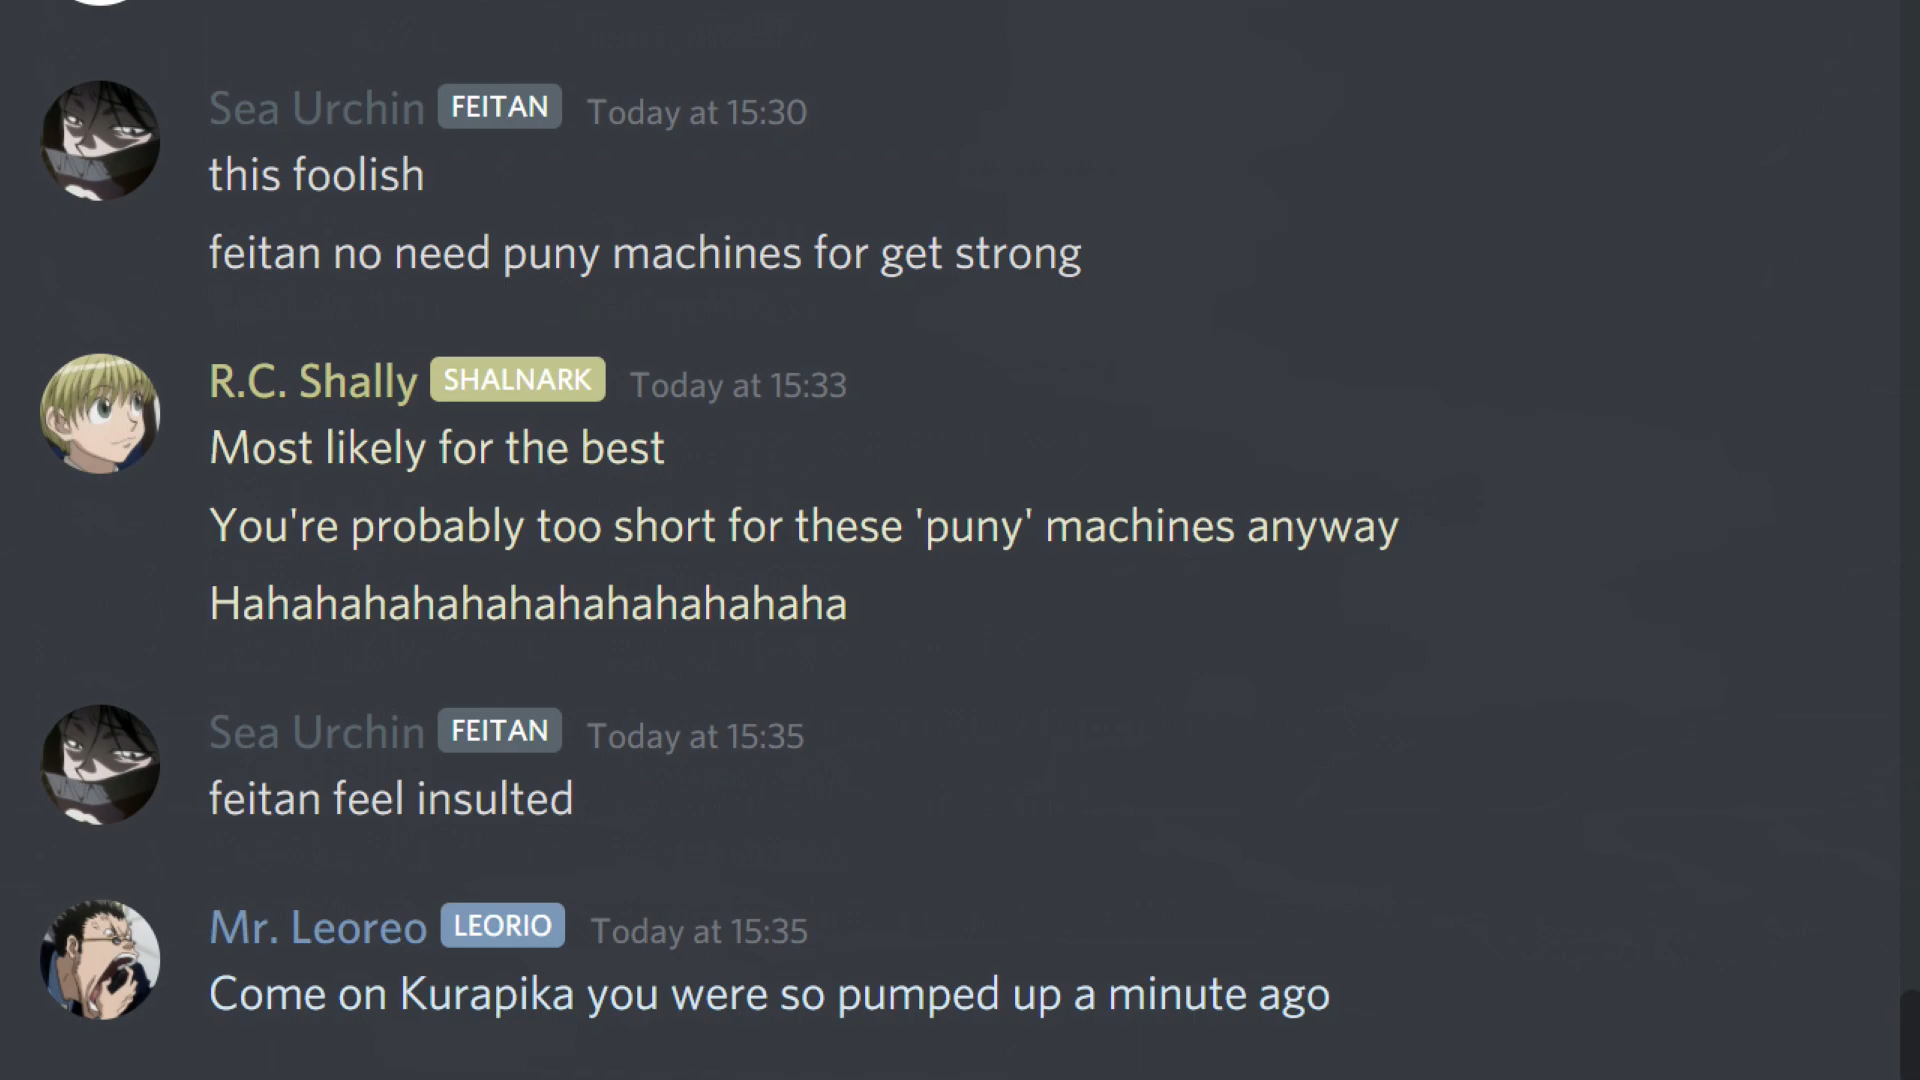 Sea Urchin FEITAN Today at 15:30
this foolish
feitan no need puny machines for get strong
R.C. Shally SHALNARK Today at 15:33
Most likely for the best
You're probably too short for these 'puny' machines anyway
Hahahahahahahahahahahahaha
Sea Urchin FEITAN Today at 15:35
feitan feel insulted
Mr. Leoreo LEORIO Today at 15:35
Come on Kurapika you were so pumped up a minute ago